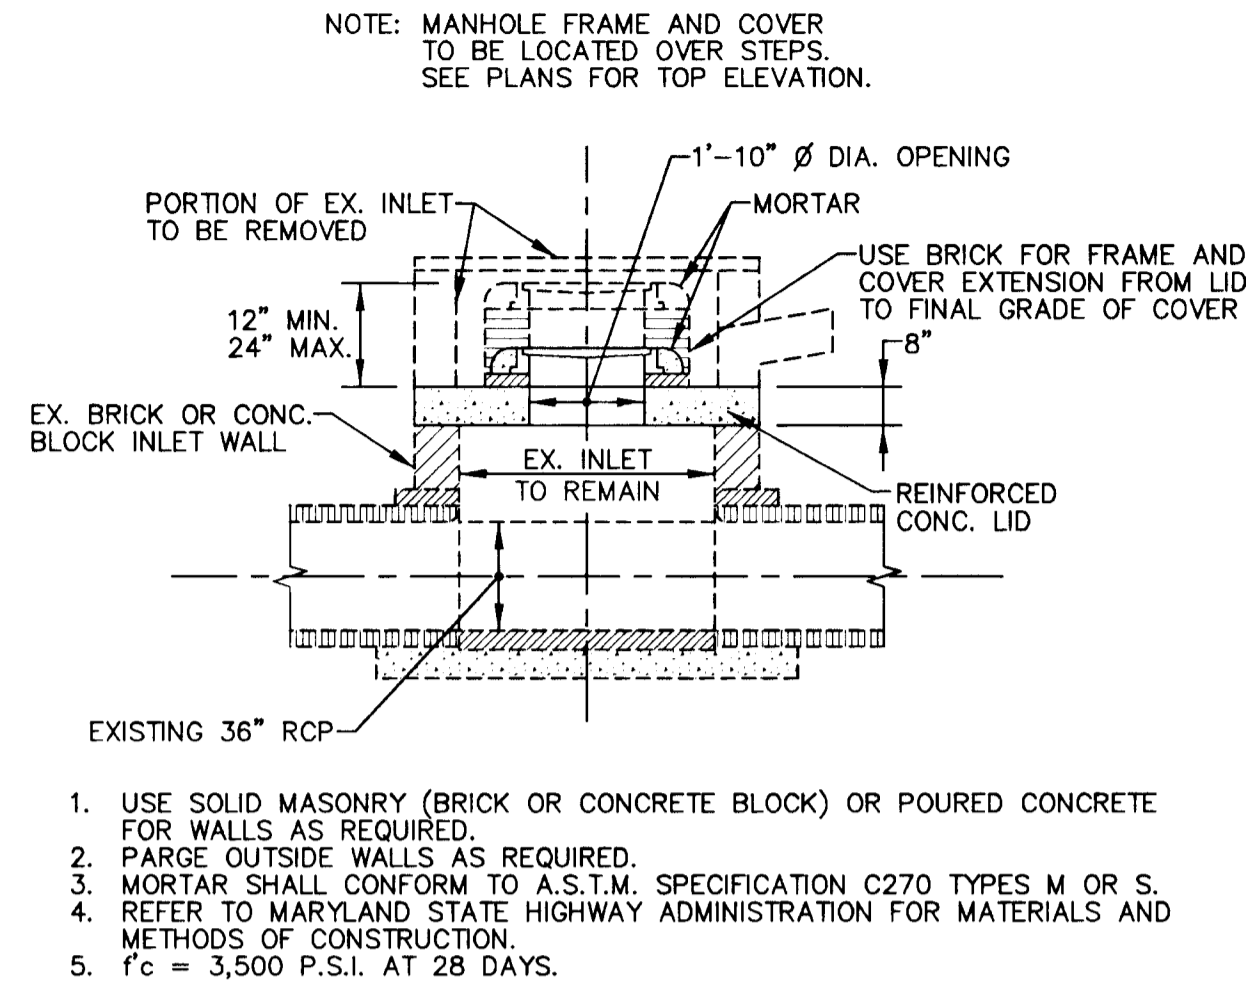 NOTE: MANHOLE FRAME AND COVER
TO BE LOCATED OVER STEPS.
SEE PLANS FOR TOP ELEVATION.
1'-10" Ø DIA. OPENING
PORTION OF EX. INLET
TO BE REMOVED
MORTAR
USE BRICK FOR FRAME AND
COVER EXTENSION FROM LID
TO FINAL GRADE OF COVER
12" MIN.
24" MAX.
8"
EX. BRICK OR CONC.
BLOCK INLET WALL
EX. INLET
TO REMAIN
REINFORCED
CONC. LID
EXISTING 36" RCP
1. USE SOLID MASONRY (BRICK OR CONCRETE BLOCK) OR POURED CONCRETE
FOR WALLS AS REQUIRED.
2. PARGE OUTSIDE WALLS AS REQUIRED.
3. MORTAR SHALL CONFORM TO A.S.T.M. SPECIFICATION C270 TYPES M OR S.
4. REFER TO MARYLAND STATE HIGHWAY ADMINISTRATION FOR MATERIALS AND
METHODS OF CONSTRUCTION.
5. f'c = 3,500 P.S.I. AT 28 DAYS.